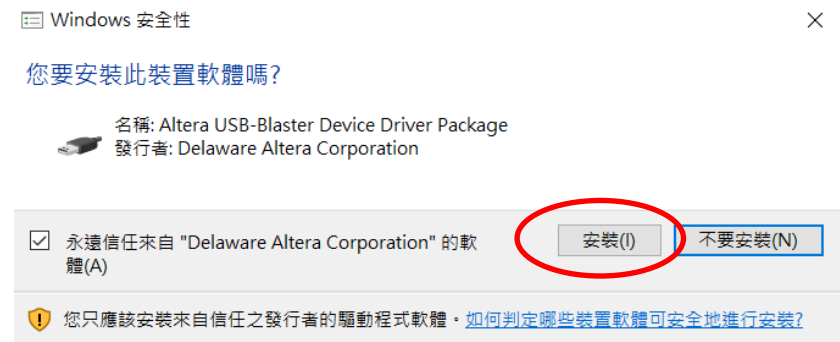 Windows 安全性
您要安裝此裝置軟體嗎?
名稱: Altera USB-Blaster Device Driver Package
發行者: Delaware Altera Corporation
永遠信任來自 "Delaware Altera Corporation" 的軟
體(A)
安裝(I)
不要安裝(N)
您只應該安裝來自信任之發行者的驅動程式軟體。如何判定哪些裝置軟體可安全地進行安裝?